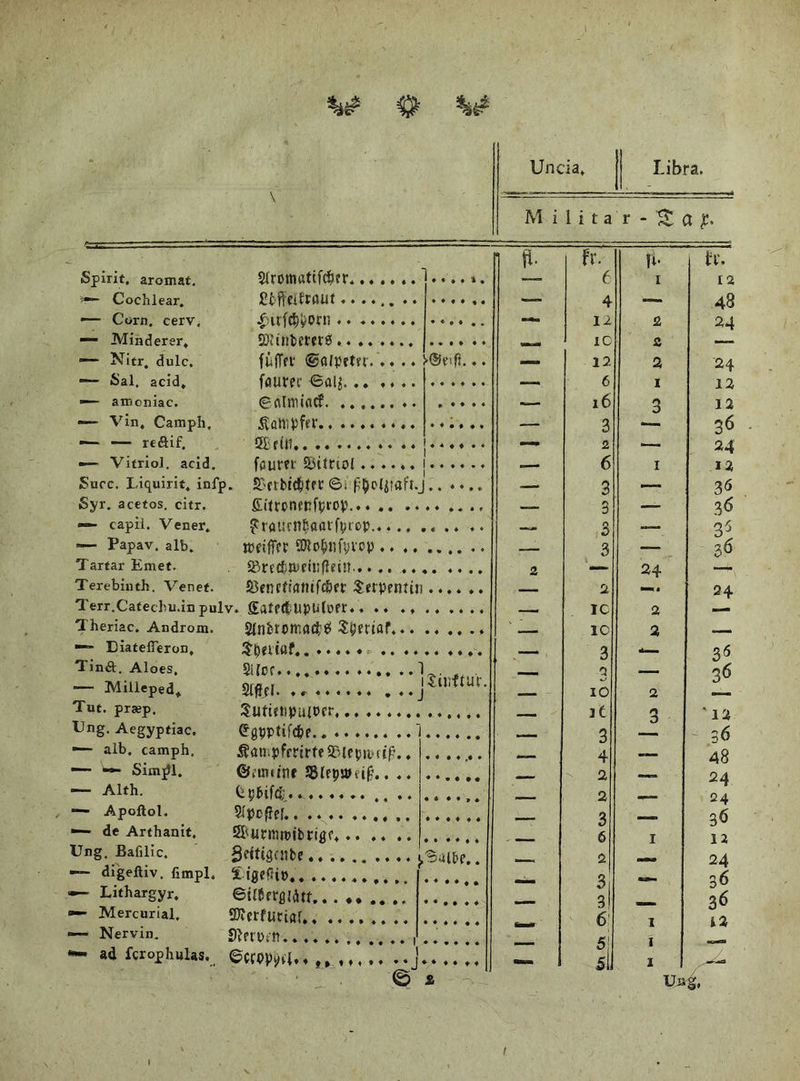 Uncia. Libra.
Militar-Tax.
fl. kr. fl. kr.
Spirit. aromat. Aromatischer....... — 6 1 12
— Cochlear. Löffelkraut........ — 4 — 48
— Corn. cerv. Hirschhorn........ — 12 2 24
— Minderer. Minderers........ — 10 2 —
— Nitr. dulc. süsser Salpeter..... Geist... — 12 2 24
— Sal. acid. saurer Salz....... — 6 1 12
— amoniac. Salmiack......... — 16 3 12
— Vin. Camph. Kampfer.......... — 3 — 36
— — rectif. Wein............ — 2 — 24
— Vitriol. acid. saurer Vitriol...... — 6 1 12
Succ. Liquirit. insp. Verdickter Süßholzsaft...... — 3 — 36
Syr. acetos. citr. Citronensyrop........... — 3 — 36
— capil. Vener. Frauenhaarsyrop.......... — 3 — 36
— Papav. alb. weisser Mohnsyrop.......... — 3 — 36
Tartar Emet. Brechweinstein............ 2 — 24 —
Terebinth. Venet. Venetianischer Terpentin...... — 2 — 24
Terr. Catechu. in pulv. Catechupulver............ — 10 2 —
Theriac. Androm. Andromachs Theriak......... — 10 2 —
— Diatesseron. Theriak............... — 3 — 36
Tinct. Aloes. Aloe............ Tinktur. — 3 — 36
— Milleped. Assel........... — 10 2 —
Tut. præp. Tutienpulver............ — 16 3 12
Ung. Aegyptiac. Egyptische......... — 3 — 36
— alb. camph. Kampferirte Bleyweiß.. — 4 — 48
— — Simpl. Gemeine Bleyweiß.... — 2 — 24
— Alth. Eybisch........... — 2 — 24
— Apostol. Apostel........... — 3 — 36
— de Arthanit. Wurmwidrige....... — 6 1 12
Ung. Basilic. Zeitigende.......... Salbe.. — 2 — 24
— digestiv. simpl. Digestiv............ — 3 — 36
— Lithargyr. Silberglätt......... — 3 — 36
— Mercurial. Merkurial.......... — 6 1 12
— Nervin. Nerven............ — 5 1 —
— ad scrophulas. Scrophel.......... — 5 1 —
G 2 Ung.